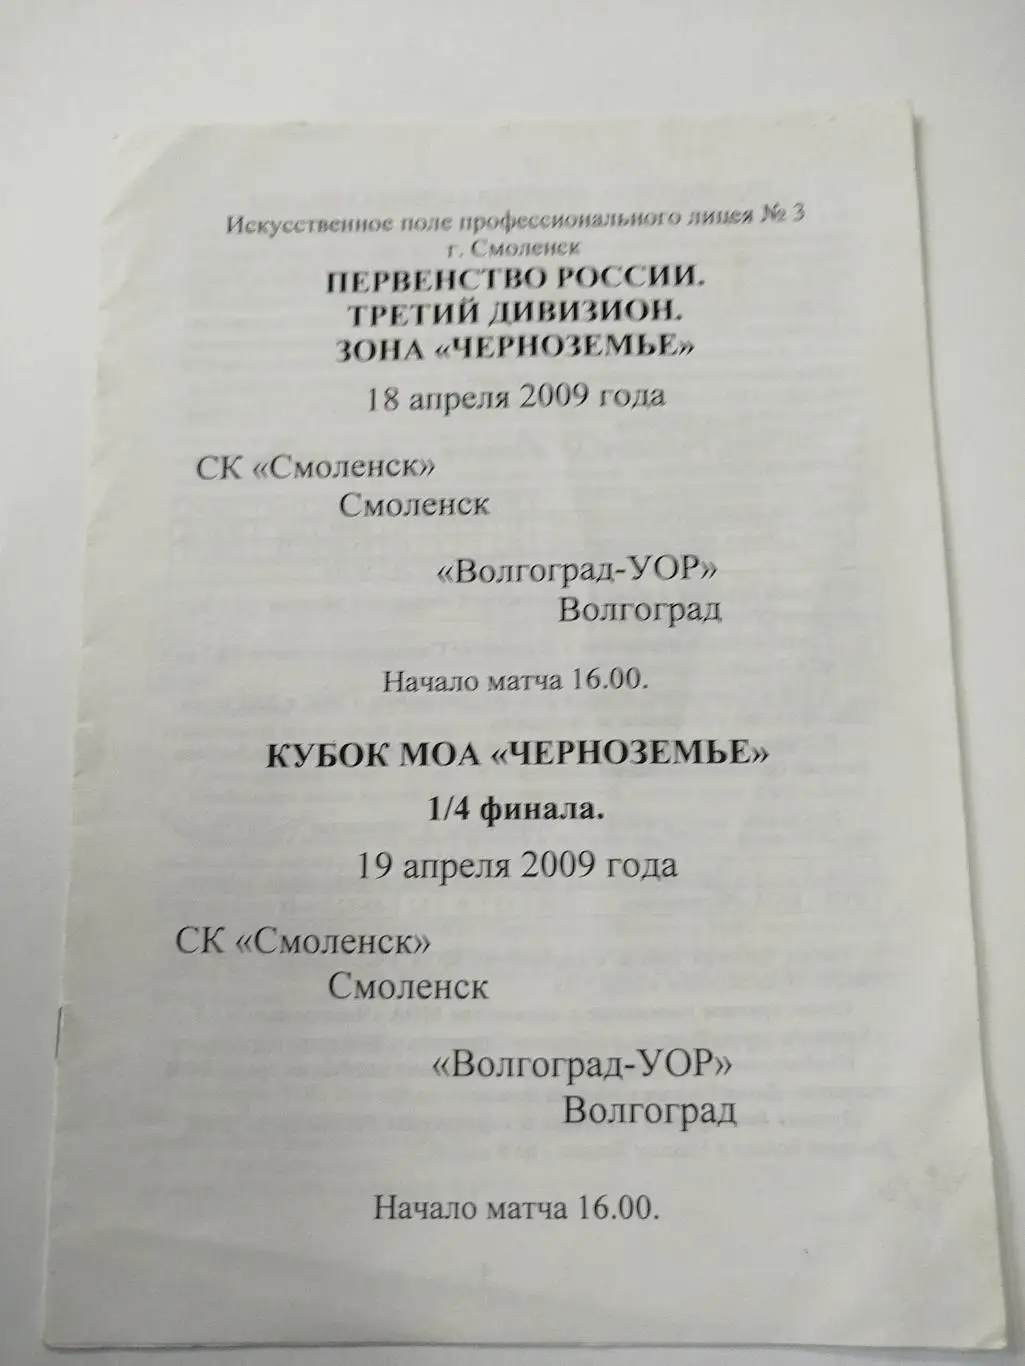 Искусственное поле профессионального лицея № 3
г. Смоленск
ПЕРВЕНСТВО РОССИИ.
ТРЕТИЙ ДИВИЗИОН.
ЗОНА «ЧЕРНОЗЕМЬЕ»
18 апреля 2009 года
СК «Смоленск»
Смоленск
«Волгоград-УОР»
Волгоград
Начало матча 16.00.
КУБОК МОА «ЧЕРНОЗЕМЬЕ»
1/4 финала.
19 апреля 2009 года
СК «Смоленск»
Смоленск
«Волгоград-УОР»
Волгоград
Начало матча 16.00.